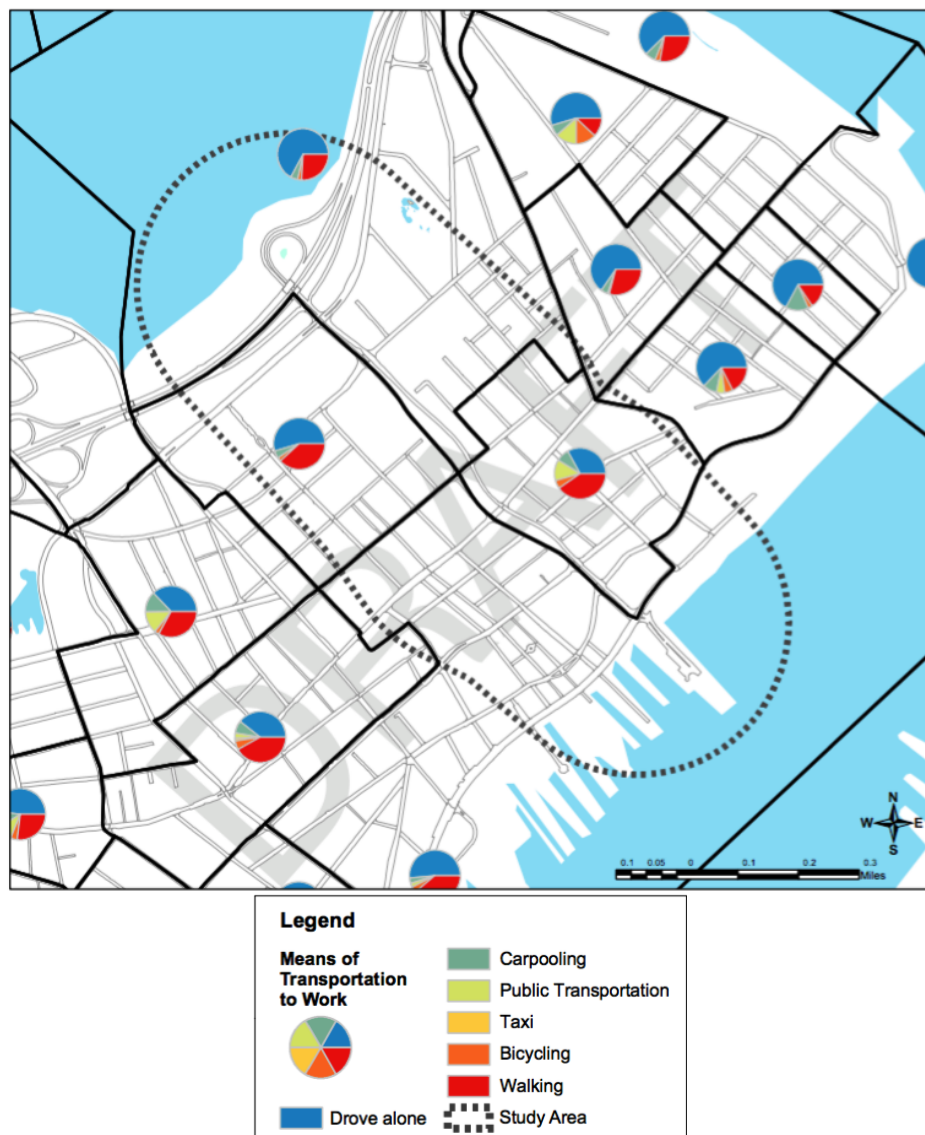 DRAFT
N
W E
S
0.1 0.05 0 0.1 0.2 0.3
Miles
Legend
Means of
Transportation
to Work
Drove alone
Carpooling
Public Transportation
Taxi
Bicycling
Walking
Study Area